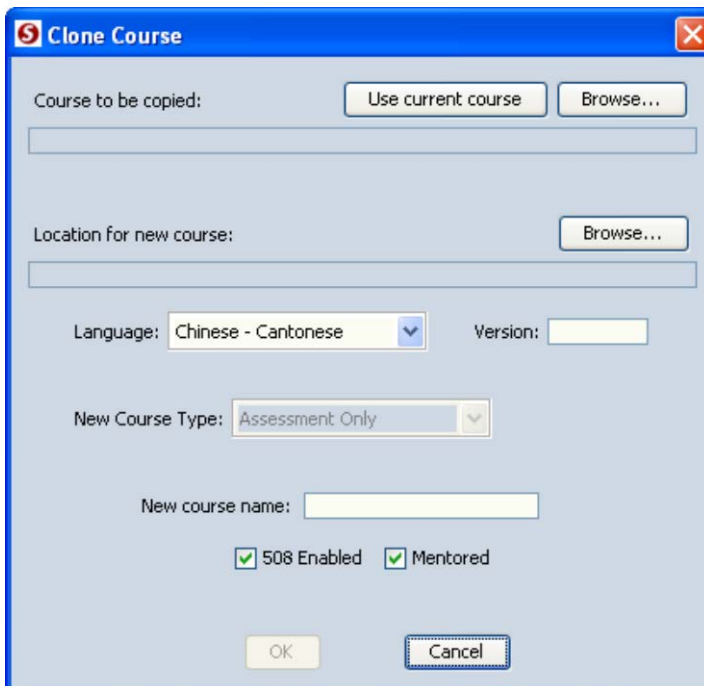 Clone Course
Course to be copied: Use current course Browse...
Location for new course: Browse...
Language: Chinese - Cantonese Version:
New Course Type: Assessment Only
New course name:
508 Enabled Mentored
OK Cancel